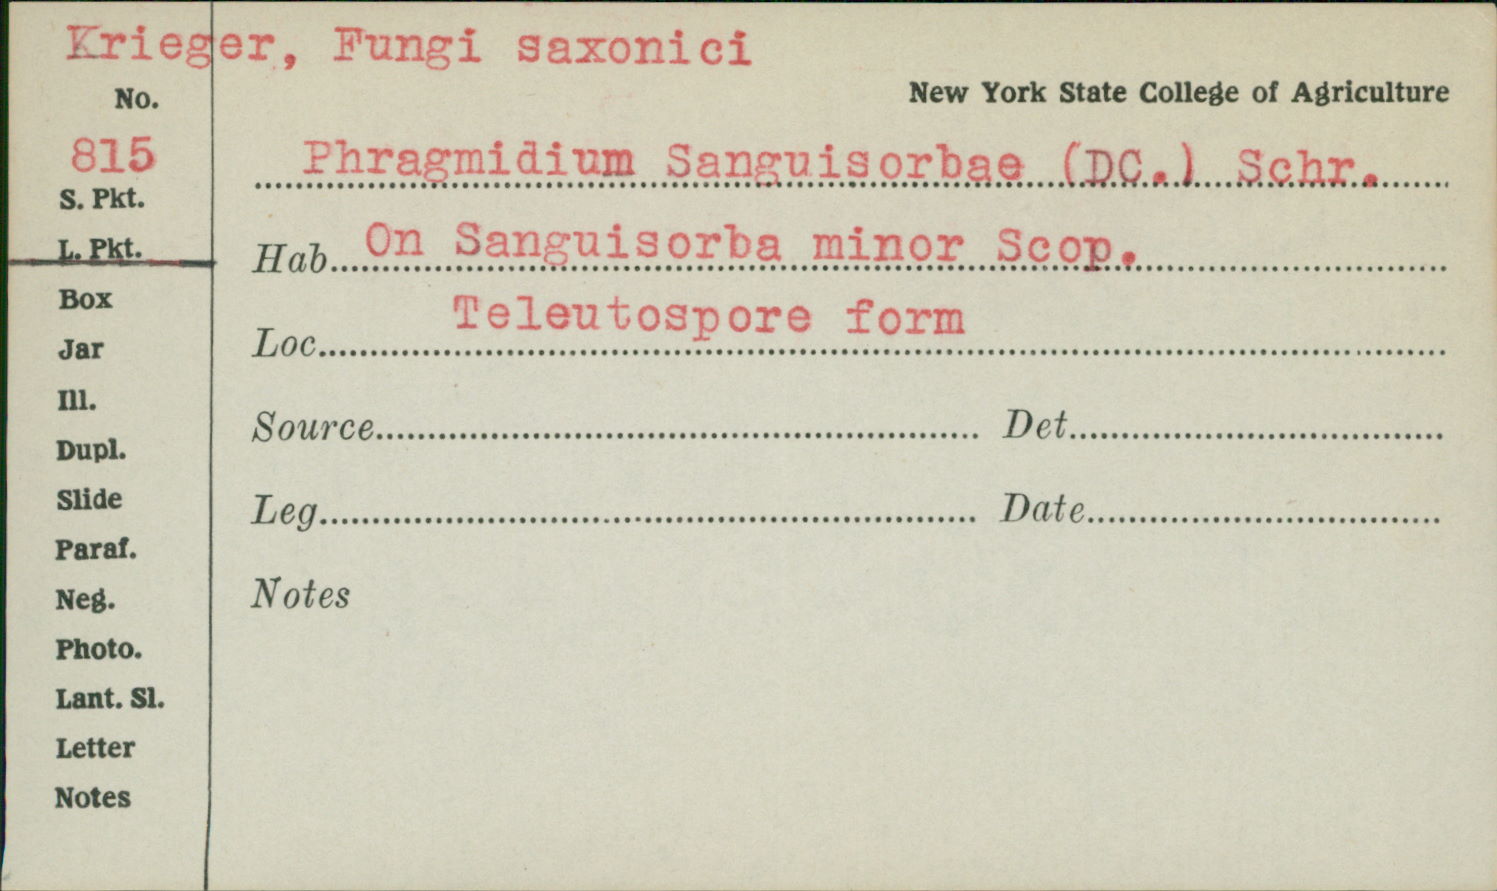 Krieger, Fungi saxonici
No.
New York State College of Agriculture
815
Phragmidium Sanguisorbae (DC.) Schr.
S. Pkt.
L. Pkt.
Hab. On Sanguisorba minor Scop.
Teleutospore form
Box
Jar
Loc.
Ill.
Source Det.
Dupl.
Slide
Leg. Date
Paraf.
Neg.
Notes
Photo.
Lant. Sl.
Letter
Notes